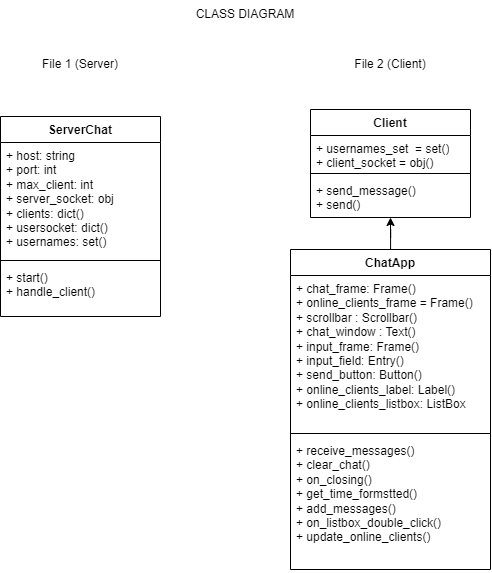 CLASS DIAGRAM
File 1 (Server)
File 2 (Client)
ServerChat
+ host: string
+ port: int
+ max_client: int
+ server_socket: obj
+ clients: dict()
+ usersocket: dict()
+ usernames: set()
+ start()
+ handle_client()
Client
+ usernames_set  = set()
+ client_socket = obj()
+ send_message()
+ send()
ChatApp
+ chat_frame: Frame()
+ online_clients_frame = Frame()
+ scrollbar : Scrollbar()
+ chat_window : Text()
+ input_frame: Frame()
+ input_field: Entry()
+ send_button: Button()
+ online_clients_label: Label()
+ online_clients_listbox: ListBox
+ receive_messages()
+ clear_chat()
+ on_closing()
+ get_time_formstted()
+ add_messages()
+ on_listbox_double_click()
+ update_online_clients()